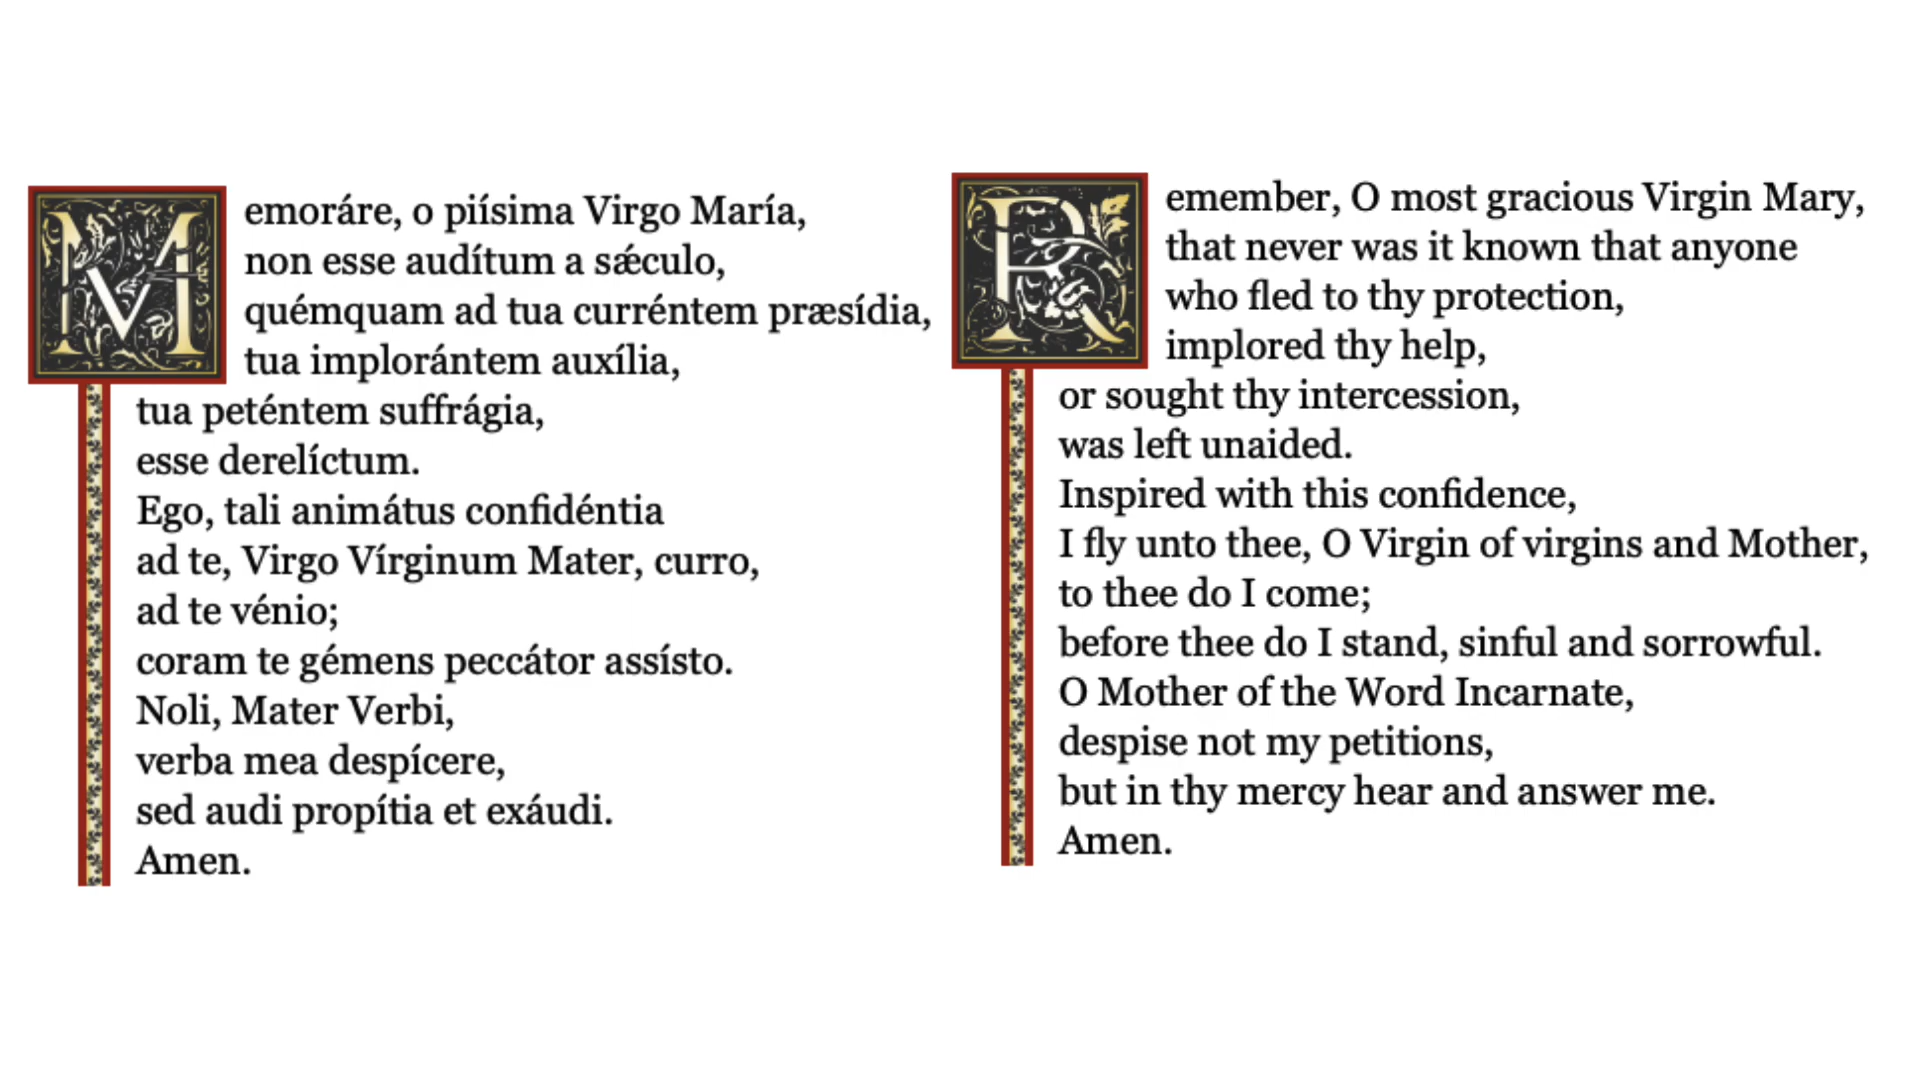 Memoráre, o piísima Virgo María,
non esse audítum a sǽculo,
quémquam ad tua curréntem præsídia,
tua implorántem auxília,
tua peténtem suffrágia,
esse derelíctum.
Ego, tali animátus confidéntia
ad te, Virgo Vírginum Mater, curro,
ad te vénio;
coram te gémens peccátor assísto.
Noli, Mater Verbi,
verba mea despícere,
sed audi propítia et exáudi.
Amen.
Remember, O most gracious Virgin Mary,
that never was it known that anyone
who fled to thy protection,
implored thy help,
or sought thy intercession,
was left unaided.
Inspired with this confidence,
I fly unto thee, O Virgin of virgins and Mother,
to thee do I come;
before thee do I stand, sinful and sorrowful.
O Mother of the Word Incarnate,
despise not my petitions,
but in thy mercy hear and answer me.
Amen.